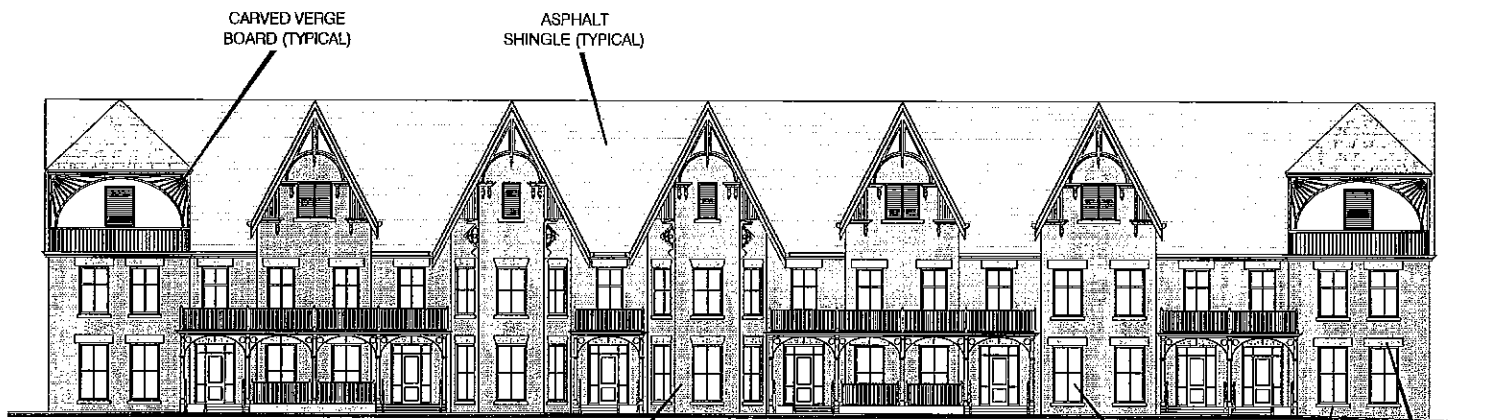 CARVED VERGE
BOARD (TYPICAL)
ASPHALT
SHINGLE (TYPICAL)